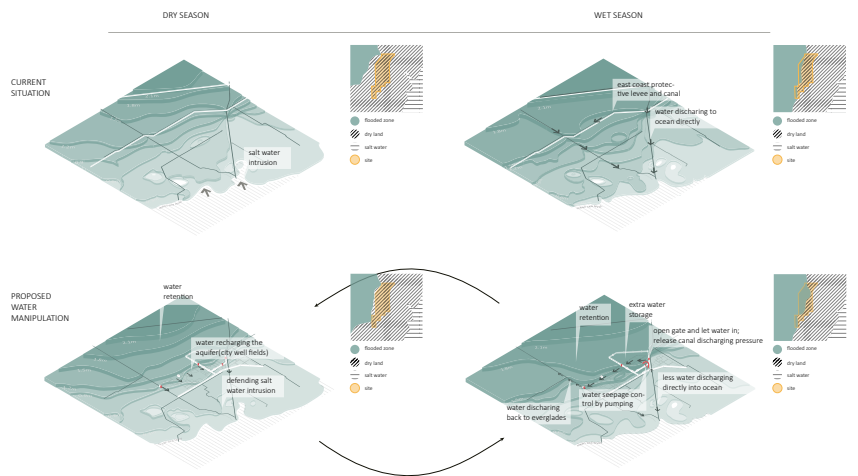 DRY SEASON
WET SEASON
CURRENT
SITUATION
salt water
intrusion
flooded zone
dry land
salt water
site
east coast protec-
tive levee and canal
water discharing to
ocean directly
flooded zone
dry land
salt water
site
PROPOSED
WATER
MANIPULATION
water
retention
water recharging the
aquifer(city well fields)
defending salt
water intrusion
flooded zone
dry land
salt water
site
water
retention
extra water
storage
open gate and let water in;
release canal discharging pressure
less water discharging
directly into ocean
water seepage con-
trol by pumping
water discharing
back to everglades
flooded zone
dry land
salt water
site